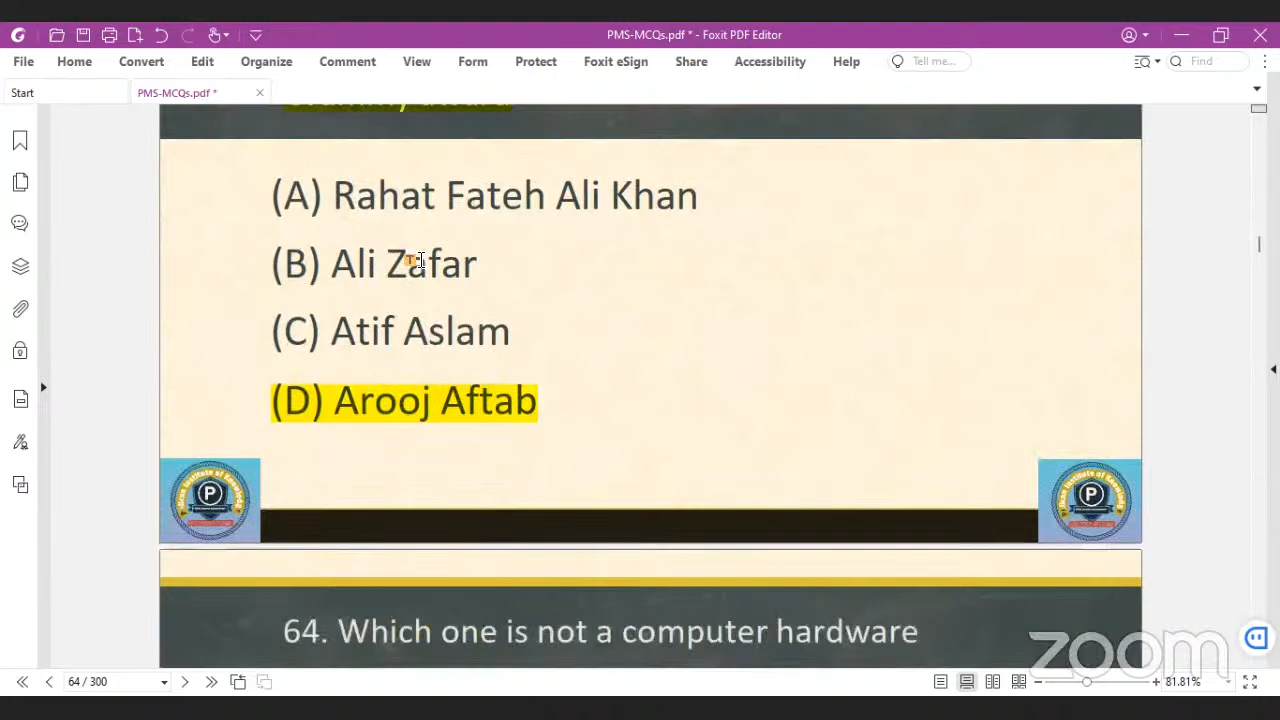 PMS-MCQs.pdf * - Foxit PDF Editor
File Home Convert Edit Organize Comment View Form Protect Foxit eSign Share Accessibility Help Tell me... Find
Start PMS-MCQs.pdf *
(A) Rahat Fateh Ali Khan
(B) Ali Zafar
(C) Atif Aslam
(D) Arooj Aftab
P
P
64. Which one is not a computer hardware
zoom
64 / 300 81.81%